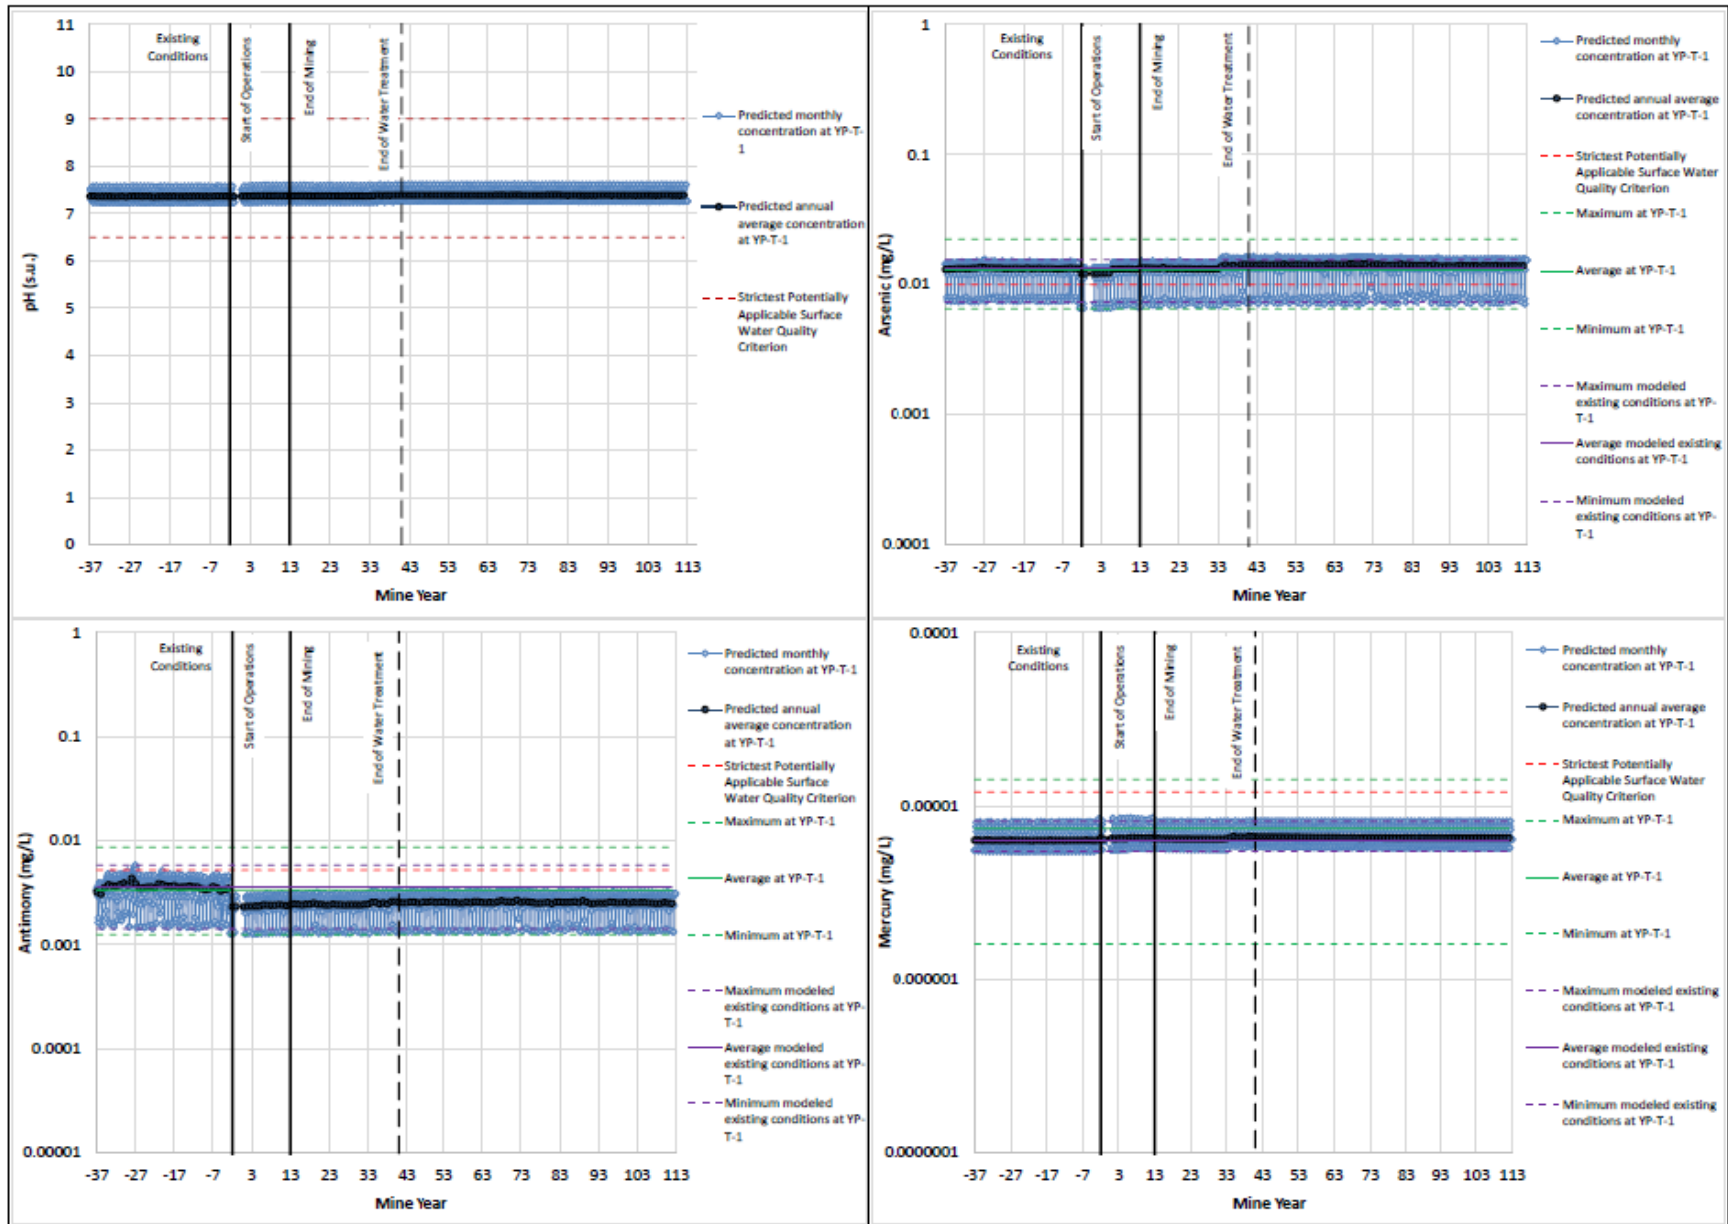 11
10
9
8
7
6
5
4
3
2
1
0
pH (s.u.)
Existing
Conditions
Start of Operations
End of Mining
End of Water Treatment
-37 -27 -17 -7 3 13 23 33 43 53 63 73 83 93 103 113
Mine Year
Predicted monthly
concentration at YP-T-
1
Predicted annual
average concentration
at YP-T-1
Strictest Potentially
Applicable Surface
Water Quality
Criterion
1
0.1
0.01
0.001
0.0001
Arsenic (mg/L)
Existing
Conditions
Start of Operations
End of Mining
End of Water Treatment
-37 -27 -17 -7 3 13 23 33 43 53 63 73 83 93 103 113
Mine Year
Predicted monthly
concentration at YP-T-1
Predicted annual average
concentration at YP-T-1
Strictest Potentially
Applicable Surface Water
Quality Criterion
Maximum at YP-T-1
Average at YP-T-1
Minimum at YP-T-1
Maximum modeled
existing conditions at YP-
T-1
Average modeled existing
conditions at YP-T-1
Minimum modeled
existing conditions at YP-
T-1
1
0.1
0.01
0.001
0.0001
0.00001
Antimony (mg/L)
Existing
Conditions
Start of Operations
End of Mining
End of Water Treatment
-37 -27 -17 -7 3 13 23 33 43 53 63 73 83 93 103 113
Mine Year
Predicted monthly
concentration at YP-T-1
Predicted annual
average concentration
at YP-T-1
Strictest Potentially
Applicable Surface
Water Quality Criterion
Maximum at YP-T-1
Average at YP-T-1
Minimum at YP-T-1
Maximum modeled
existing conditions at YP-
T-1
Average modeled
existing conditions at YP-
T-1
Minimum modeled
existing conditions at YP-
T-1
0.0001
0.00001
0.000001
0.0000001
Mercury (mg/L)
Existing
Conditions
Start of Operations
End of Mining
End of Water Treatment
-37 -27 -17 -7 3 13 23 33 43 53 63 73 83 93 103 113
Mine Year
Predicted monthly
concentration at YP-T-1
Predicted annual average
concentration at YP-T-1
Strictest Potentially
Applicable Surface Water
Quality Criterion
Maximum at YP-T-1
Average at YP-T-1
Minimum at YP-T-1
Maximum modeled existing
conditions at YP-T-1
Average modeled existing
conditions at YP-T-1
Minimum modeled existing
conditions at YP-T-1